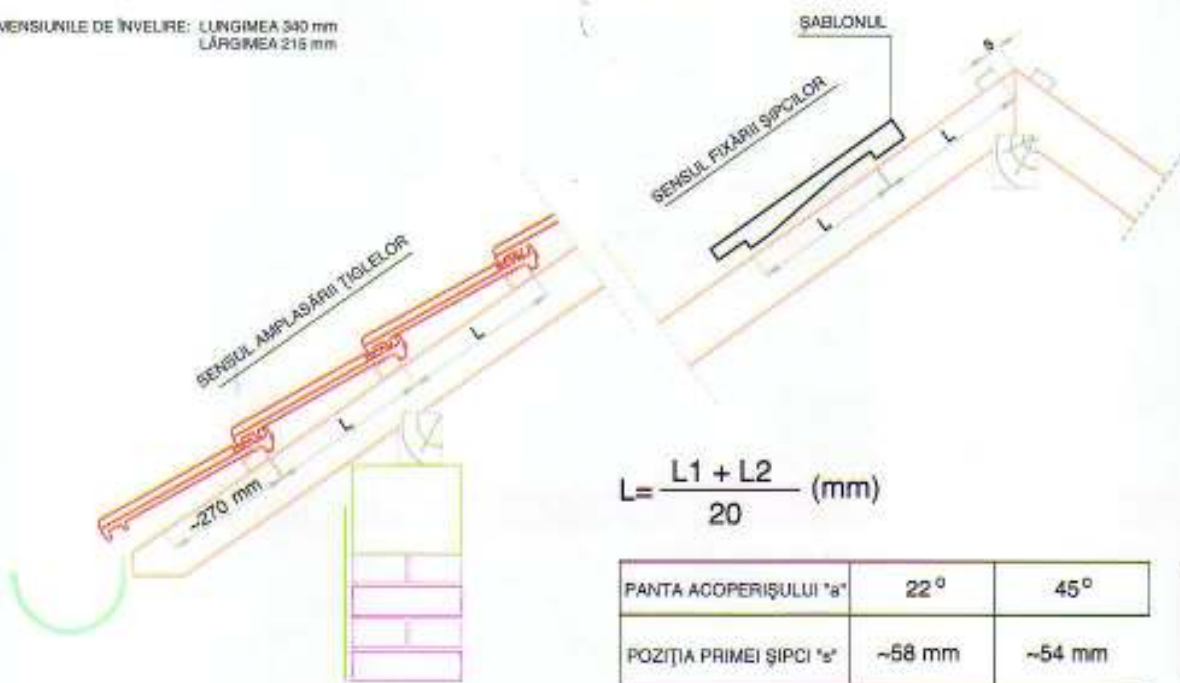 MENSIUNILE DE ÎNVELIRE: LUNGIMEA 340 mm
LĂRGIMEA 215 mm
ŞABLONUL
s
SENSUL FIXĂRII ŞIPCILOR
L
L
SENSUL AMPLASĂRII ŢIGLELOR
L
L
~270 mm
L= L1 + L2 (mm)
20
PANTA ACOPERIŞULUI "a" 22° 45°
POZIŢIA PRIMEI ŞIPCI "s" ~58 mm ~54 mm